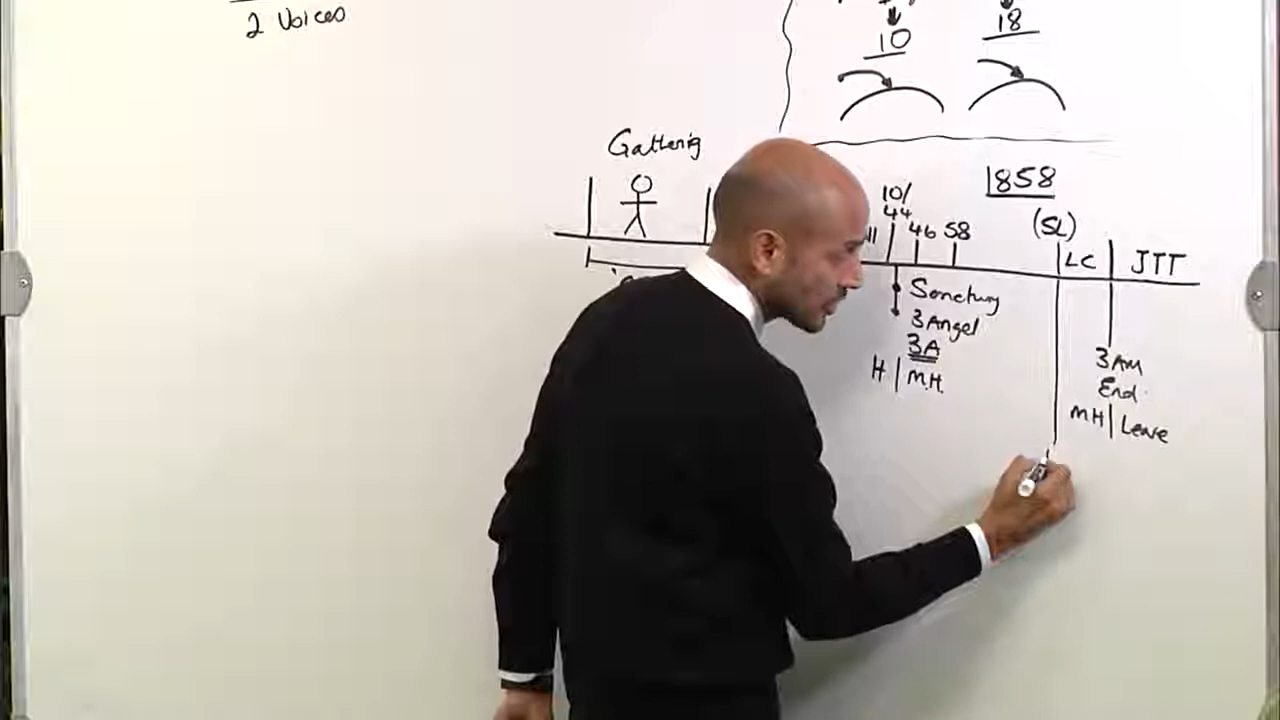 2 Voices
10
18
Gathering
1858
10/
44
11
46
58
(SL)
LC
JTT
Sanctuary
3 Angel
3A
H | M.H.
3AM
End.
MH | Leave